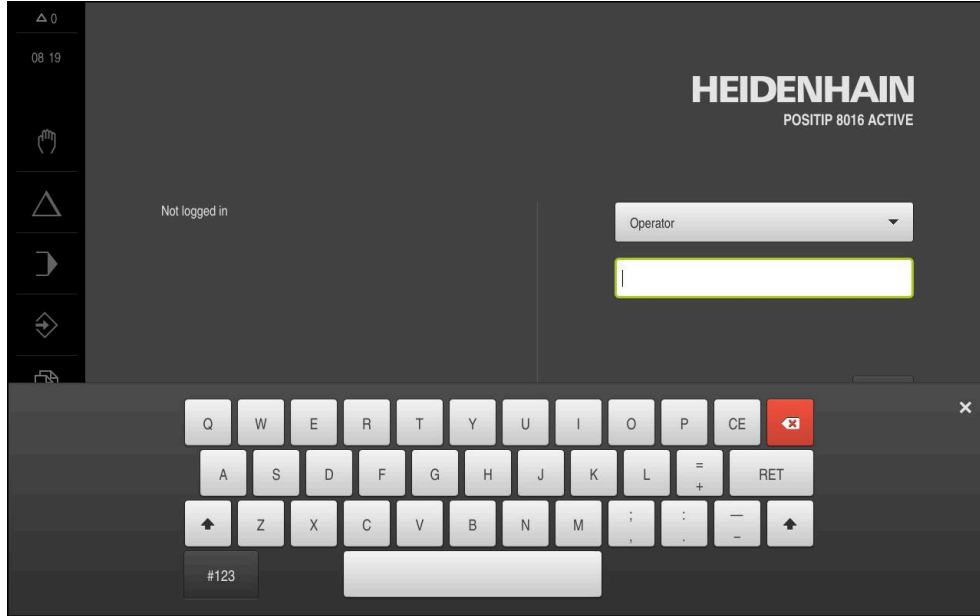 0
08 19
HEIDENHAIN
POSITIP 8016 ACTIVE
Not logged in
Operator
Q W E R T Y U I O P CE
A S D F G H J K L = + RET
Z X C V B N M ; , : . — –
#123